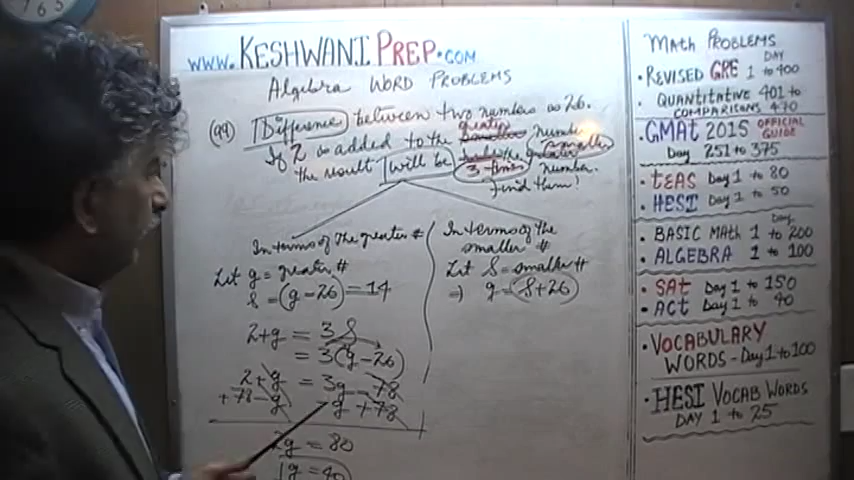 WWW.KESHWANIPREP.COM
Algebra WORD PROBLEMS
(99) Difference between two numbers is 26.
greater
If 2 is added to the smaller number
smaller
the result will be 3 times the greater number.
find them!
In terms of the greater #
Let g = greater #
S = (g-26) = 14
2+g = 3 S
= 3(g-26)
2+g = 3g - 78
+78-g -g +78
2g = 80
g = 40
In terms of the
smaller #
Let S = smaller #
⇒ g = S+26
MATH PROBLEMS
DAY
• REVISED GRE 1 to 400
• QUANTITATIVE 401 to
COMPARISONS 470
• GMAT 2015 OFFICIAL GUIDE
Day 251 to 375
• TEAS Day 1 to 80
• HESI Day 1 to 50
Day
• BASIC MATH 1 to 200
• ALGEBRA 1 to 100
• SAT Day 1 to 150
• ACT Day 1 to 40
• VOCABULARY
WORDS - Day 1 to 100
• HESI VOCAB WORDS
DAY 1 to 25